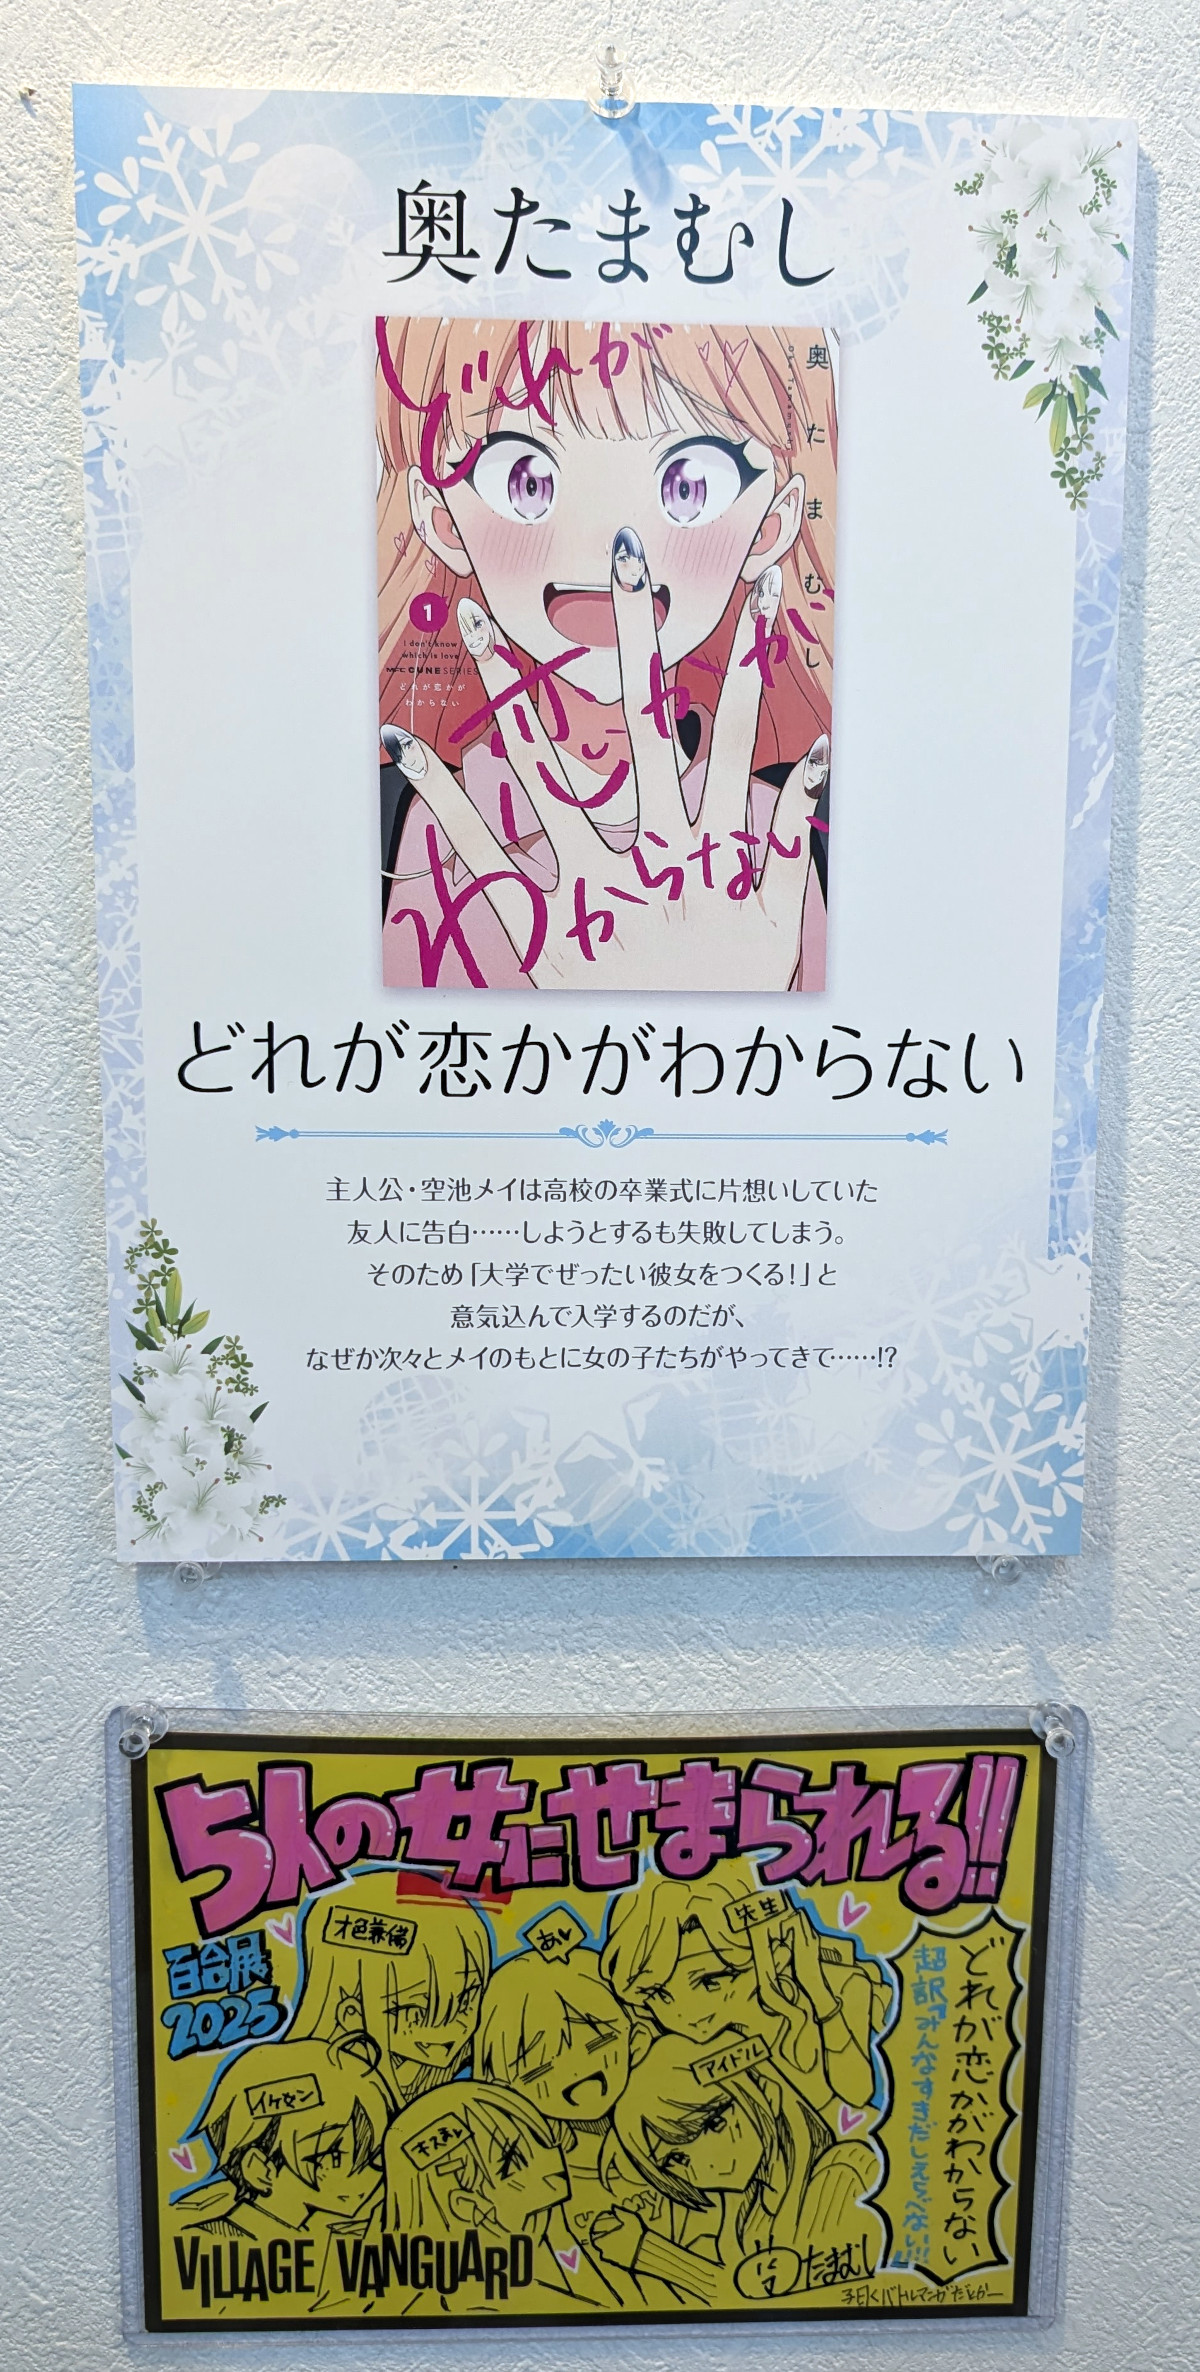 奥たまむし
どれが
恋かが
わからない
奥たまむし
Oku Tamamushi
1
I don't know
which is love
MFC CUNE SERIES
どれが恋かが
わからない
どれが恋かがわからない
主人公・空池メイは高校の卒業式に片想いしていた
友人に告白……しようとするも失敗してしまう。
そのため「大学でぜったい彼女をつくる!」と
意気込んで入学するのだが、
なぜか次々とメイのもとに女の子たちがやってきて……!?
5人の女にせまられる!!
百合展
2025
才色兼備
先生
アイドル
イケメン
どれが恋かがわからない
超訳『みんなすきだしえらべない!!!』
VILLAGE VANGUARD
たまむし